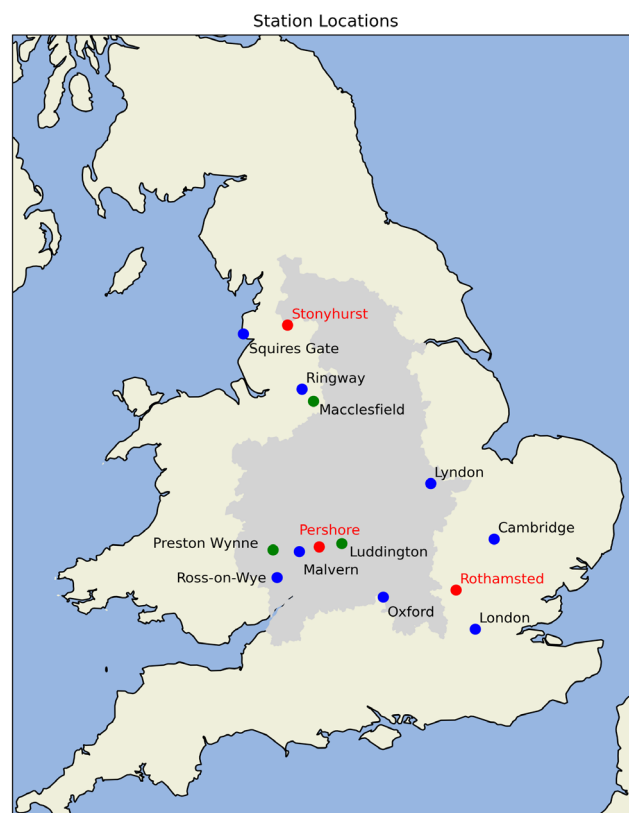 Station Locations
Stonyhurst
Squires Gate
Ringway
Macclesfield
Lyndon
Pershore
Cambridge
Preston Wynne
Luddington
Malvern
Ross-on-Wye
Rothamsted
Oxford
London